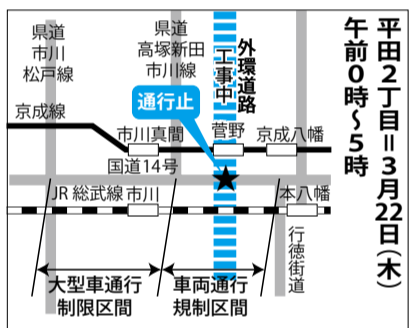 平田2丁目＝3月22日（木）
午前0時〜5時
県道
市川
松戸線
県道
高塚新田
市川線
外環道路
工事中
通行止
京成線
市川真間
菅野
京成八幡
国道14号
JR 総武線
市川
本八幡
行徳街道
大型車通行
制限区間
車両通行
規制区間